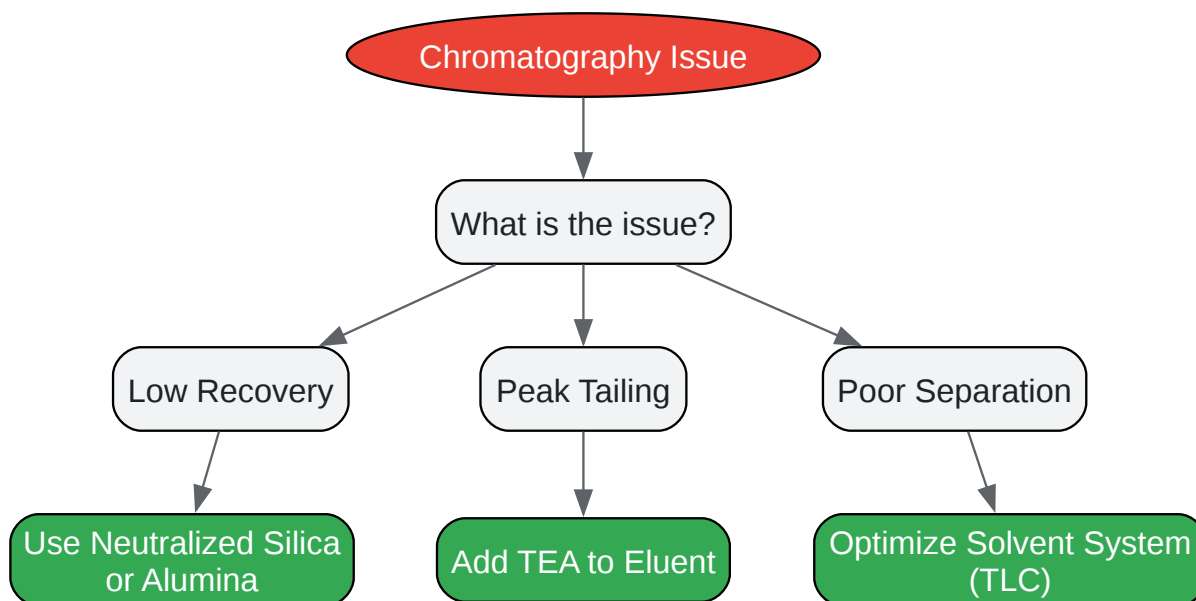 Chromatography Issue
What is the issue?
Low Recovery
Peak Tailing
Poor Separation
Use Neutralized Silica
or Alumina
Add TEA to Eluent
Optimize Solvent System
(TLC)